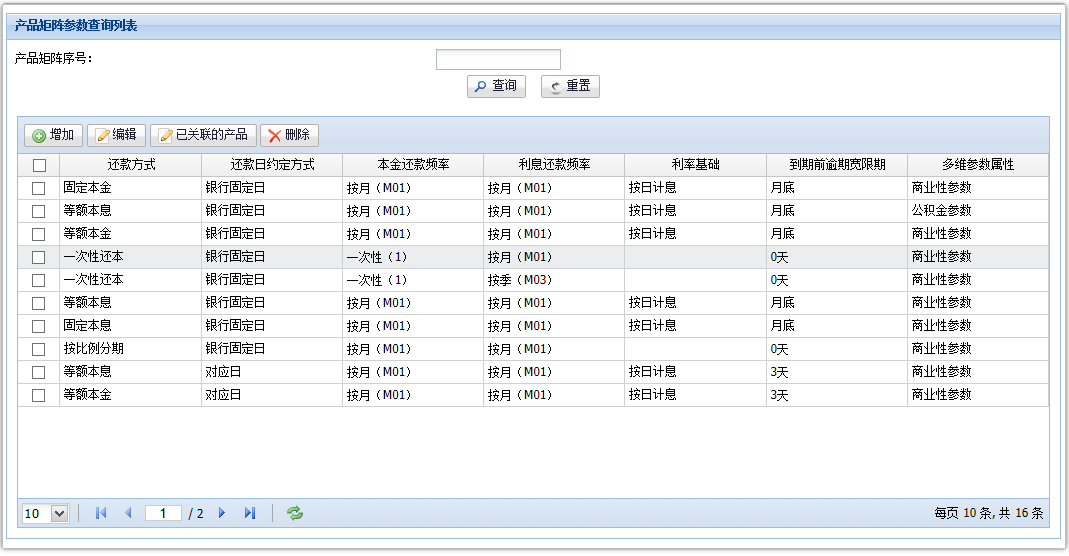 产品矩阵参数查询列表
产品矩阵序号：
查询 重置
增加 编辑 已关联的产品 删除
还款方式 还款日约定方式 本金还款频率 利息还款频率 利率基础 到期前逾期宽限期 多维参数属性
固定本金 银行固定日 按月（M01） 按月（M01） 按日计息 月底 商业性参数
等额本息 银行固定日 按月（M01） 按月（M01） 按日计息 月底 公积金参数
等额本金 银行固定日 按月（M01） 按月（M01） 按日计息 月底 商业性参数
一次性还本 银行固定日 一次性（1） 按月（M01） 0天 商业性参数
一次性还本 银行固定日 一次性（1） 按季（M03） 0天 商业性参数
等额本息 银行固定日 按月（M01） 按月（M01） 按日计息 月底 商业性参数
固定本息 银行固定日 按月（M01） 按月（M01） 按日计息 月底 商业性参数
按比例分期 银行固定日 按月（M01） 按月（M01） 0天 商业性参数
等额本息 对应日 按月（M01） 按月（M01） 按日计息 3天 商业性参数
等额本金 对应日 按月（M01） 按月（M01） 按日计息 3天 商业性参数
10 1 / 2 每页 10 条, 共 16 条